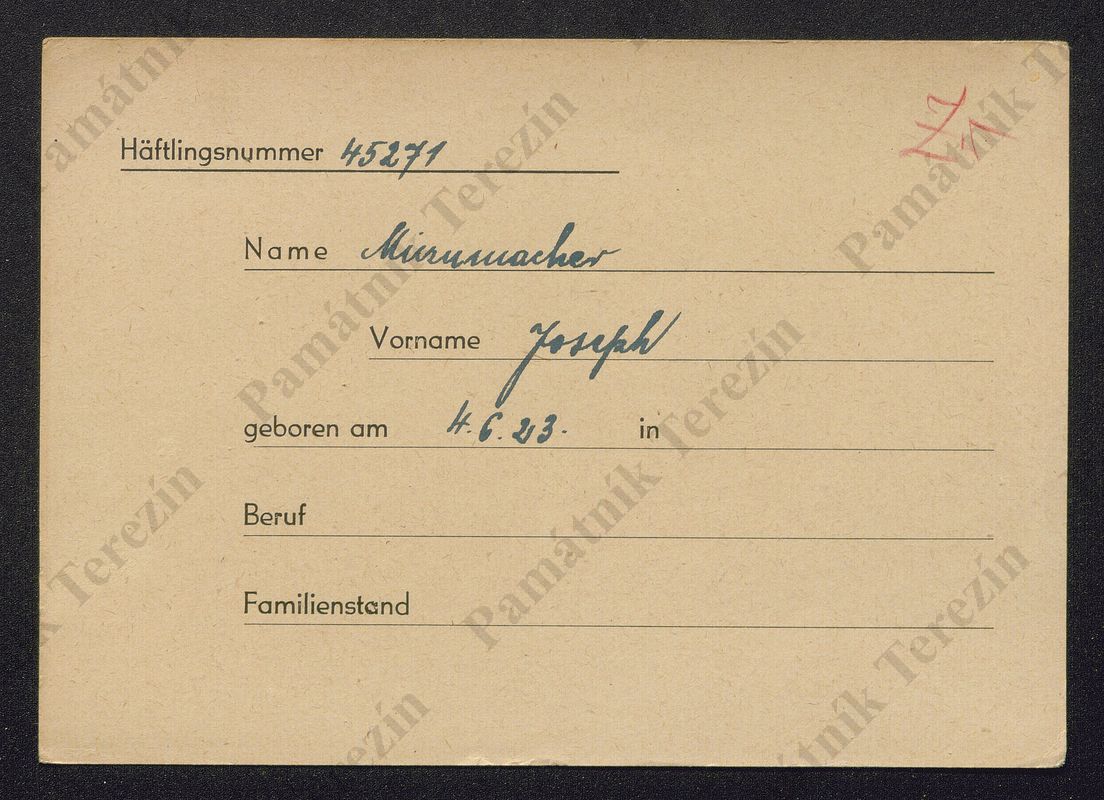 Häftlingsnummer 45271
Name
Vorname Joseph
geboren am 4.6.23. in
Beruf
Familienstand
Památník Terezín